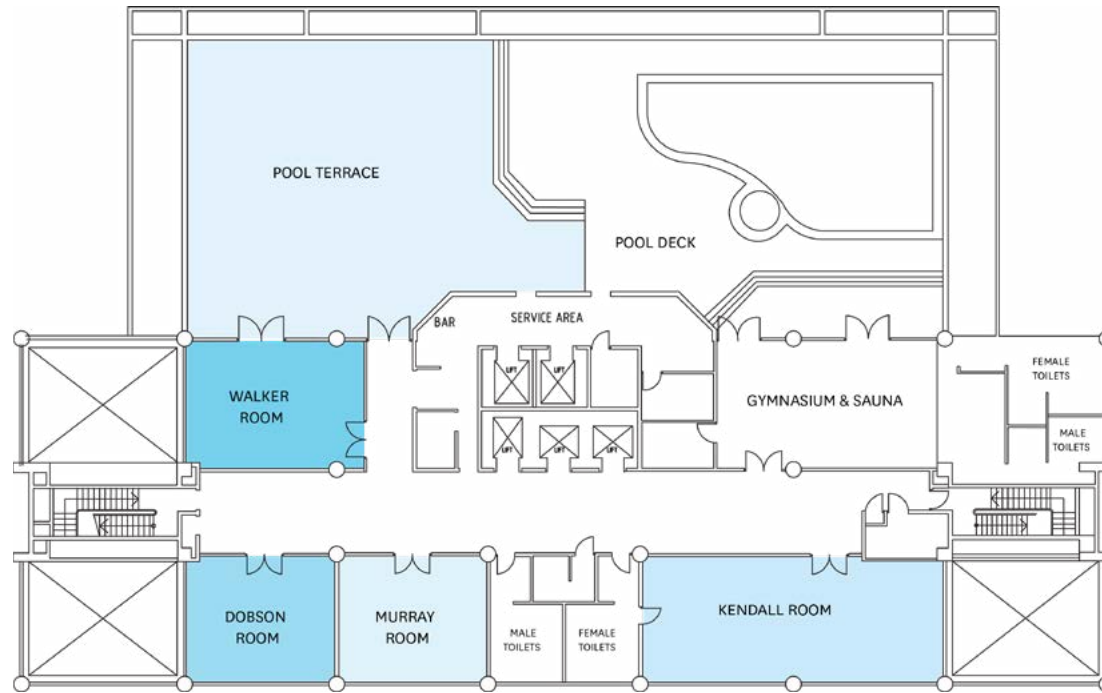 POOL TERRACE
POOL DECK
BAR
SERVICE AREA
LIFT
LIFT
WALKER
ROOM
GYMNASIUM & SAUNA
FEMALE
TOILETS
MALE
TOILETS
LIFT
LIFT
LIFT
DOBSON
ROOM
MURRAY
ROOM
MALE
TOILETS
FEMALE
TOILETS
KENDALL ROOM